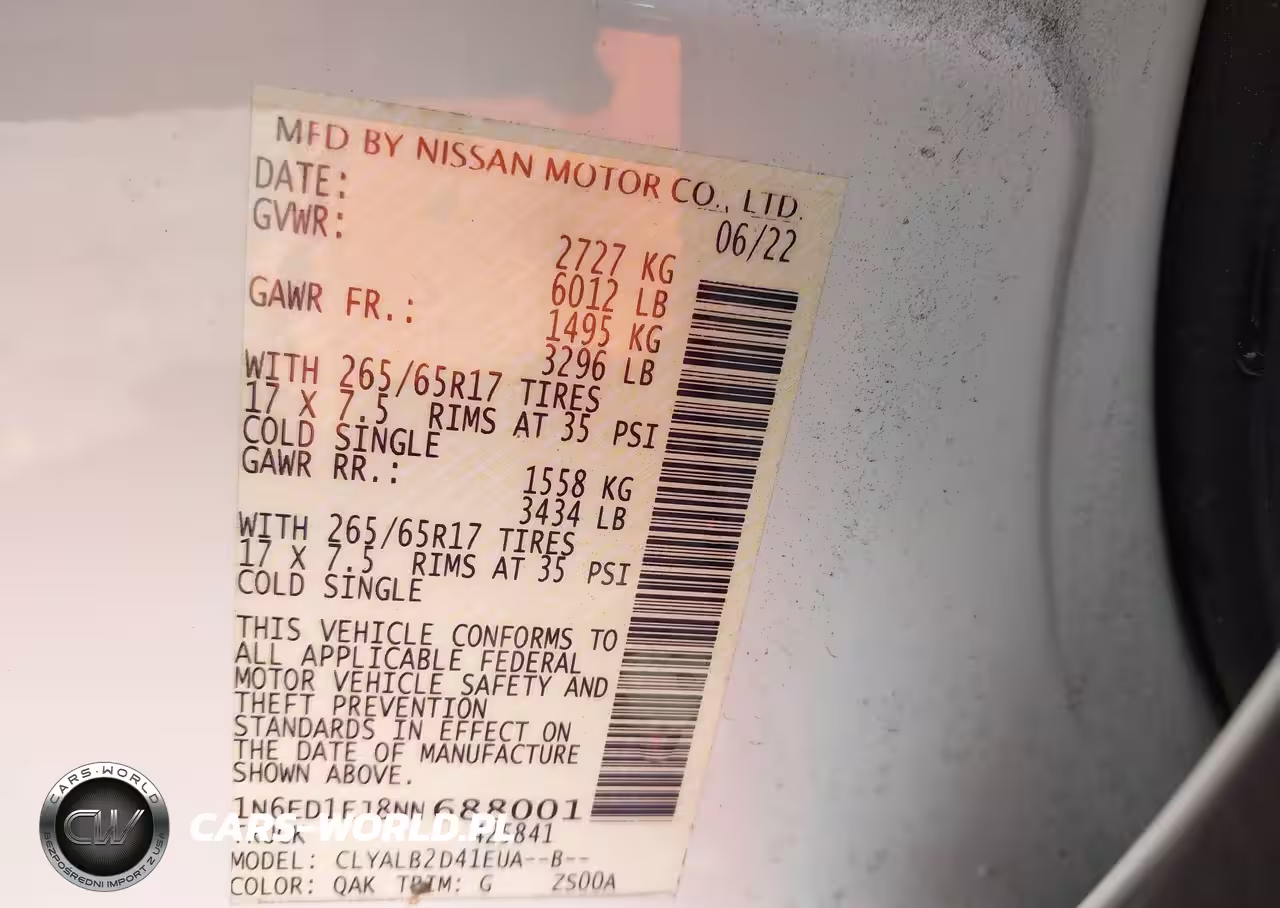 MFD BY NISSAN MOTOR CO., LTD.
DATE: 06/22
GVWR: 2727 KG
6012 LB
GAWR FR.: 1495 KG
3296 LB
WITH 265/65R17 TIRES
17 X 7.5 RIMS AT 35 PSI
COLD SINGLE
GAWR RR.: 1558 KG
3434 LB
WITH 265/65R17 TIRES
17 X 7.5 RIMS AT 35 PSI
COLD SINGLE
THIS VEHICLE CONFORMS TO
ALL APPLICABLE FEDERAL
MOTOR VEHICLE SAFETY AND
THEFT PREVENTION
STANDARDS IN EFFECT ON
THE DATE OF MANUFACTURE
SHOWN ABOVE.
688001
MODEL: CLYALB2D41EUA--B--
COLOR: QAK TRIM: G ZS00A
CARS-WORLD
CW
BEZPOŚREDNI IMPORT Z USA
CARS-WORLD.PL